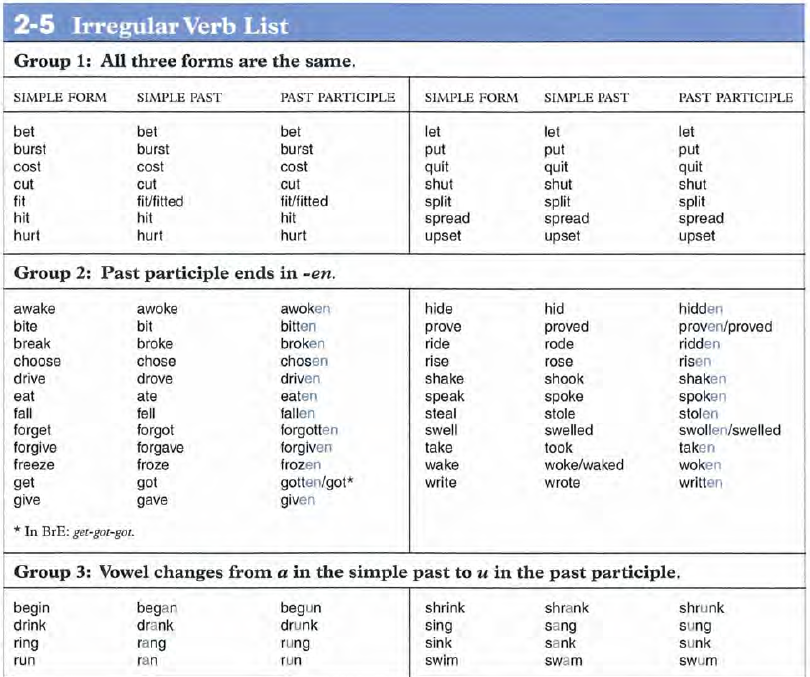 2-5 Irregular Verb List
Group 1: All three forms are the same.
SIMPLE FORM SIMPLE PAST PAST PARTICIPLE SIMPLE FORM SIMPLE PAST PAST PARTICIPLE
bet bet bet let let let
burst burst burst put put put
cost cost cost quit quit quit
cut cut cut shut shut shut
fit fit/fitted fit/fitted split split split
hit hit hit spread spread spread
hurt hurt hurt upset upset upset
Group 2: Past participle ends in -en.
awake awoke awoken hide hid hidden
bite bit bitten prove proved proven/proved
break broke broken ride rode ridden
choose chose chosen rise rose risen
drive drove driven shake shook shaken
eat ate eaten speak spoke spoken
fall fell fallen steal stole stolen
forget forgot forgotten swell swelled swollen/swelled
forgive forgave forgiven take took taken
freeze froze frozen wake woke/waked woken
get got gotten/got* write wrote written
give gave given
* In BrE: get-got-got.
Group 3: Vowel changes from a in the simple past to u in the past participle.
begin began begun shrink shrank shrunk
drink drank drunk sing sang sung
ring rang rung sink sank sunk
run ran run swim swam swum